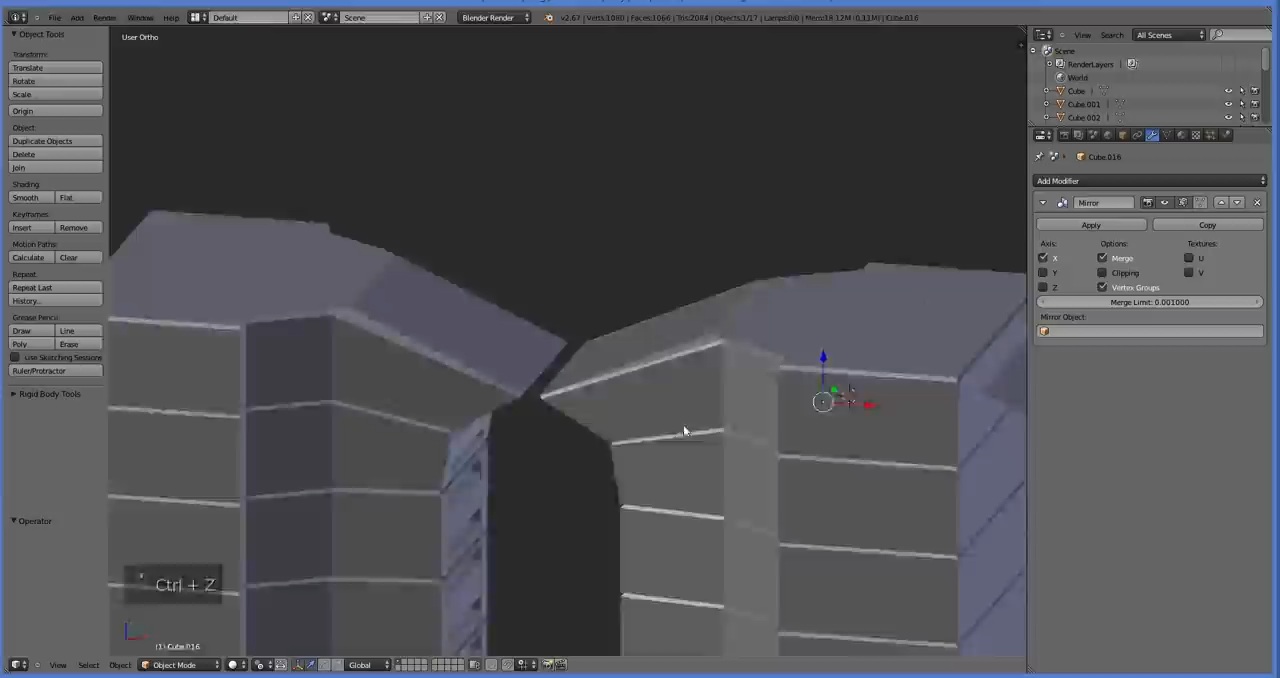 File Add Render Window Help Default Scene Blender Render v2.67 | Verts:1080 | Faces:1066 | Tris:2084 | Objects:1/17 | Lamps:0/0 | Mem:18.12M (0.11M) | Cube.016
Object Tools
Transform:
Translate
Rotate
Scale
Origin
Object:
Duplicate Objects
Delete
Join
Shading:
Smooth Flat
Keyframes:
Insert Remove
Motion Paths:
Calculate Clear
Repeat:
Repeat Last
History...
Grease Pencil:
Draw Line
Poly Erase
Use Sketching Sessions
Ruler/Protractor
Rigid Body Tools
Operator
User Ortho
Ctrl + Z
(1) Cube.016
View Select Object Object Mode Global
View Search All Scenes
Scene
RenderLayers |
World
Cube |
Cube.001
Cube.002
Cube.016
Add Modifier
Mirror
Apply Copy
Axis: Options: Textures:
X Merge U
Y Clipping V
Z Vertex Groups
Merge Limit: 0.001000
Mirror Object: